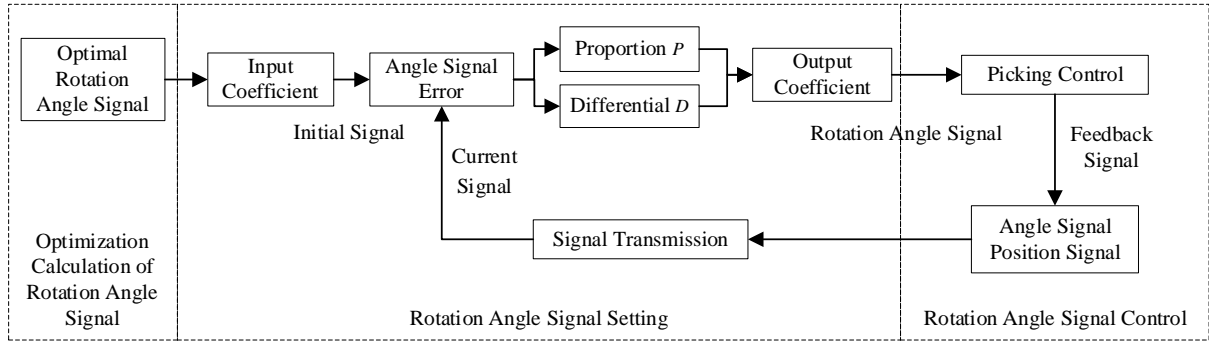 Optimal
Rotation
Angle Signal
Input
Coefficient
Angle Signal
Error
Proportion P
Differential D
Output
Coefficient
Picking Control
Initial Signal
Rotation Angle Signal
Feedback
Signal
Current
Signal
Signal Transmission
Angle Signal
Position Signal
Optimization
Calculation of
Rotation Angle
Signal
Rotation Angle Signal Setting
Rotation Angle Signal Control